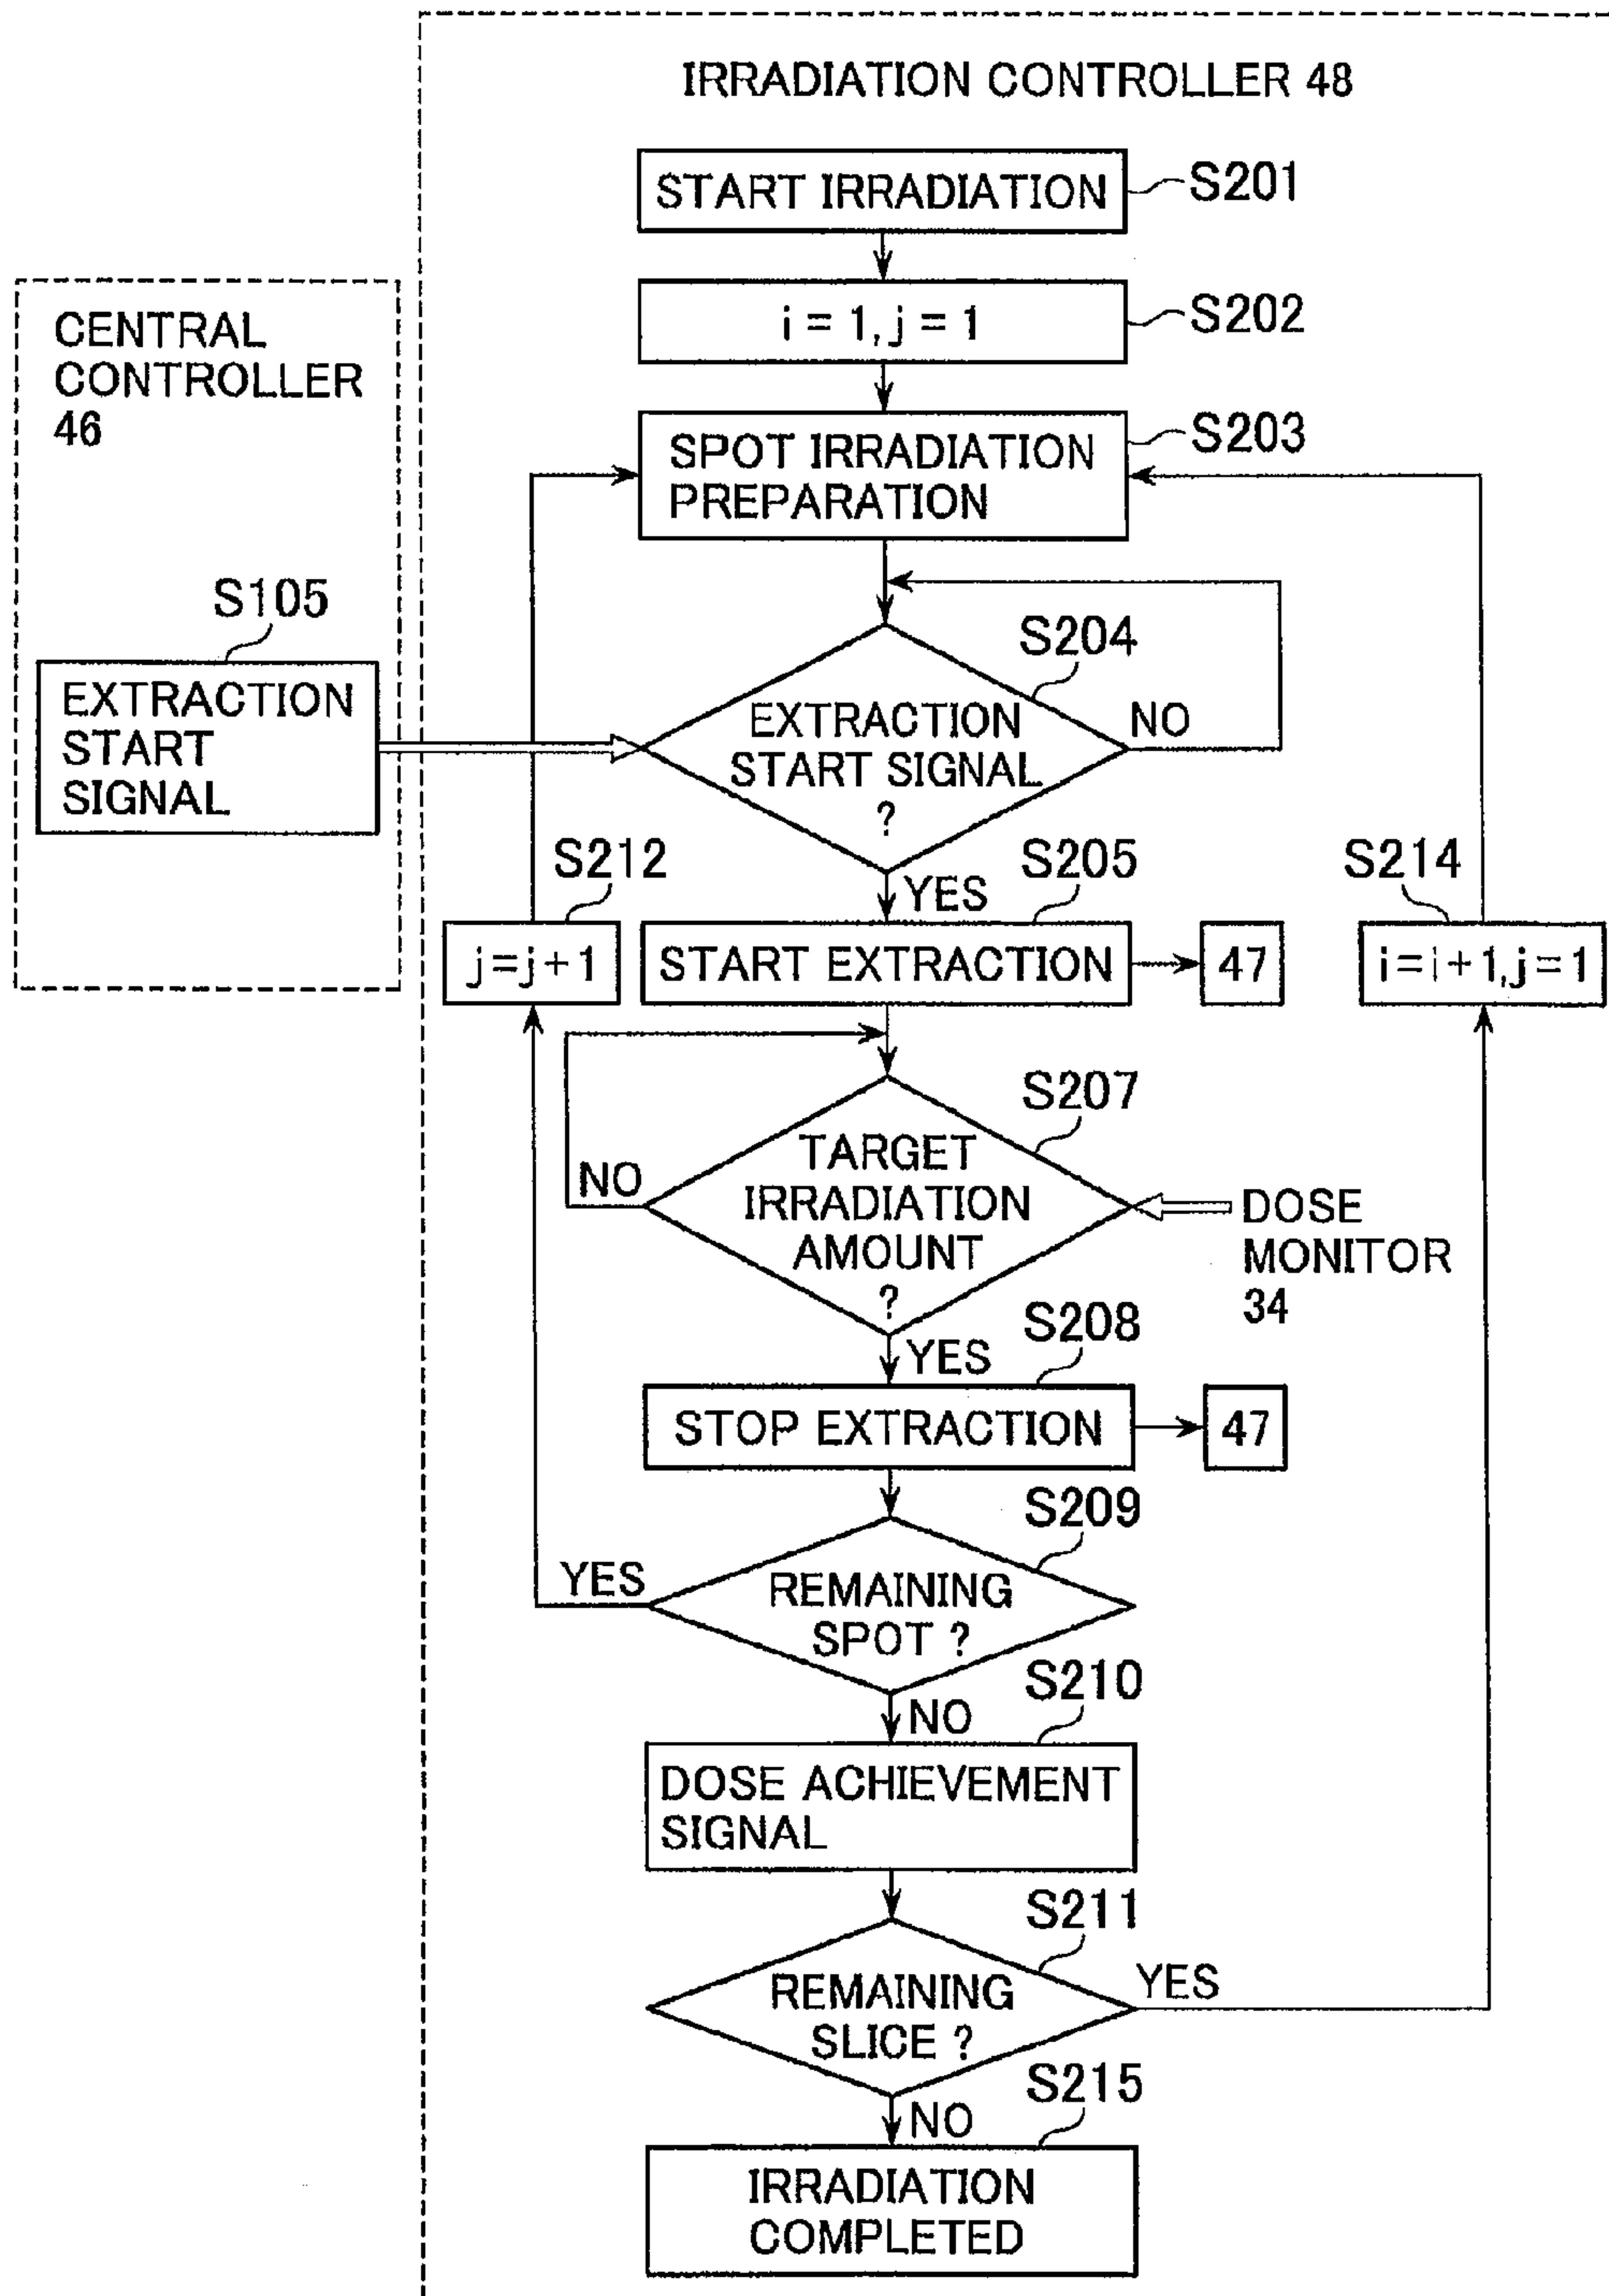 IRRADIATION CONTROLLER 48
START IRRADIATION
S201
i = 1, j = 1
S202
CENTRAL
CONTROLLER
46
SPOT IRRADIATION
PREPARATION
S203
S105
EXTRACTION
START
SIGNAL
S204
EXTRACTION
START SIGNAL
?
NO
YES
S212
j=j+1
S205
START EXTRACTION
47
S214
i=i+1, j=1
S207
TARGET
IRRADIATION
AMOUNT
?
NO
DOSE
MONITOR
34
YES
S208
STOP EXTRACTION
47
S209
REMAINING
SPOT ?
YES
NO
S210
DOSE ACHIEVEMENT
SIGNAL
S211
REMAINING
SLICE ?
YES
NO
S215
IRRADIATION
COMPLETED